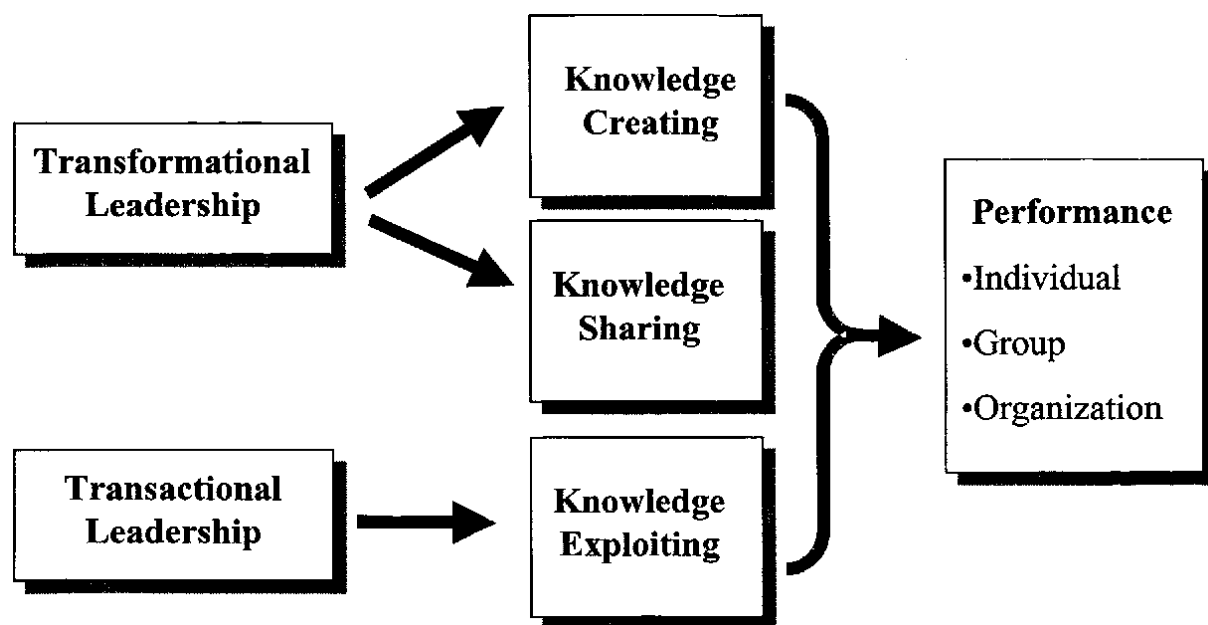 Transformational
Leadership
Knowledge
Creating
Knowledge
Sharing
Transactional
Leadership
Knowledge
Exploiting
Performance
•Individual
•Group
•Organization